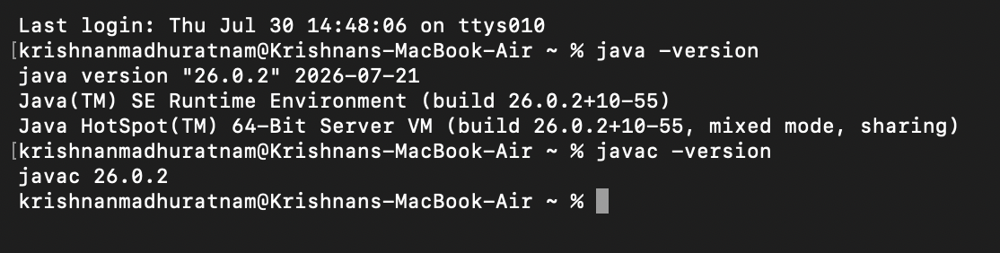 Last login: Thu Jul 30 14:48:06 on ttys010
[krishnanmadhuratnam@Krishnans-MacBook-Air ~ % java -version
java version "26.0.2" 2026-07-21
Java(TM) SE Runtime Environment (build 26.0.2+10-55)
Java HotSpot(TM) 64-Bit Server VM (build 26.0.2+10-55, mixed mode, sharing)
[krishnanmadhuratnam@Krishnans-MacBook-Air ~ % javac -version
javac 26.0.2
krishnanmadhuratnam@Krishnans-MacBook-Air ~ %